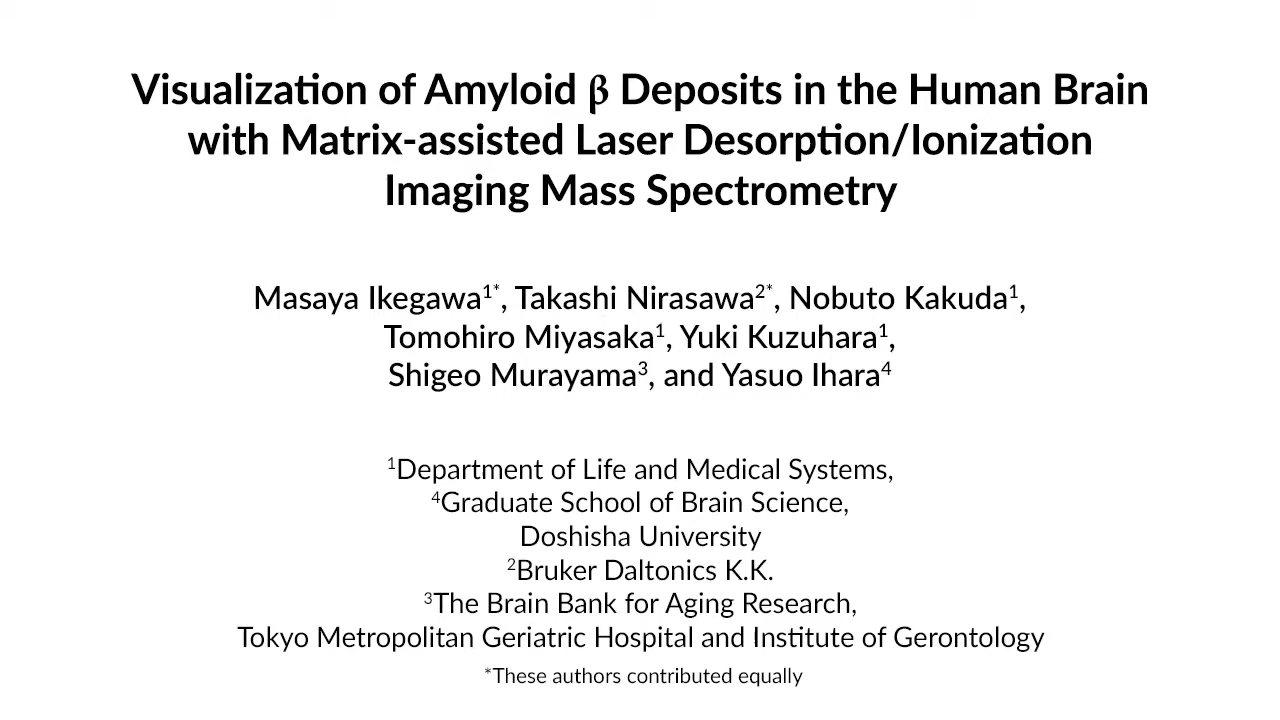 Visualization of Amyloid β Deposits in the Human Brain
with Matrix-assisted Laser Desorption/Ionization
Imaging Mass Spectrometry
Masaya Ikegawa¹*, Takashi Nirasawa²*, Nobuto Kakuda¹,
Tomohiro Miyasaka¹, Yuki Kuzuhara¹,
Shigeo Murayama³, and Yasuo Ihara⁴
¹Department of Life and Medical Systems,
⁴Graduate School of Brain Science,
Doshisha University
²Bruker Daltonics K.K.
³The Brain Bank for Aging Research,
Tokyo Metropolitan Geriatric Hospital and Institute of Gerontology
*These authors contributed equally